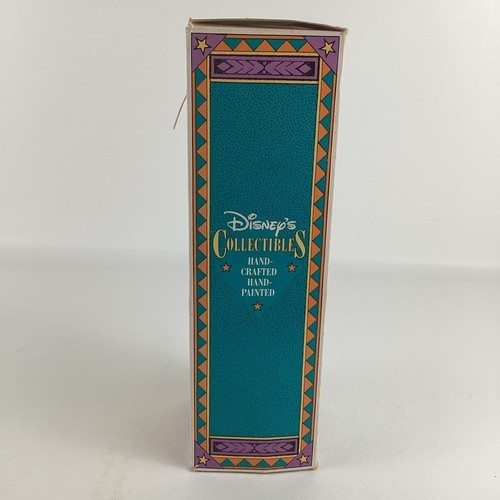 Disney's
COLLECTIBLES
HAND-
CRAFTED
HAND-
PAINTED